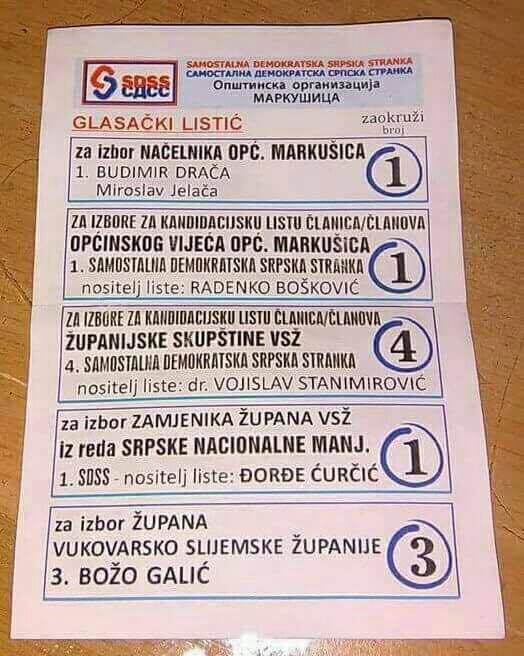 SDSS
СДСС
SAMOSTALNA DEMOKRATSKA SRPSKA STRANKA
САМОСТАЛНА ДЕМОКРАТСКА СРПСКА СТРАНКА
Општинска организација
МАРКУШИЦА
GLASAČKI LISTIĆ
zaokruži
broj
za izbor NAČELNIKA OPĆ. MARKUŠICA
1. BUDIMIR DRAČA
Miroslav Jelača
1
ZA IZBORE ZA KANDIDACIJSKU LISTU ČLANICA/ČLANOVA
OPĆINSKOG VIJEĆA OPĆ. MARKUŠICA
1. SAMOSTALNA DEMOKRATSKA SRPSKA STRANKA
nositelj liste: RADENKO BOŠKOVIĆ
1
ZA IZBORE ZA KANDIDACIJSKU LISTU ČLANICA/ČLANOVA
ŽUPANIJSKE SKUPŠTINE VSŽ
4. SAMOSTALNA DEMOKRATSKA SRPSKA STRANKA
nositelj liste: dr. VOJISLAV STANIMIROVIĆ
4
za izbor ZAMJENIKA ŽUPANA VSŽ
iz reda SRPSKE NACIONALNE MANJ.
1. SDSS - nositelj liste: ĐORĐE ĆURČIĆ
1
za izbor ŽUPANA
VUKOVARSKO SLIJEMSKE ŽUPANIJE
3. BOŽO GALIĆ
3